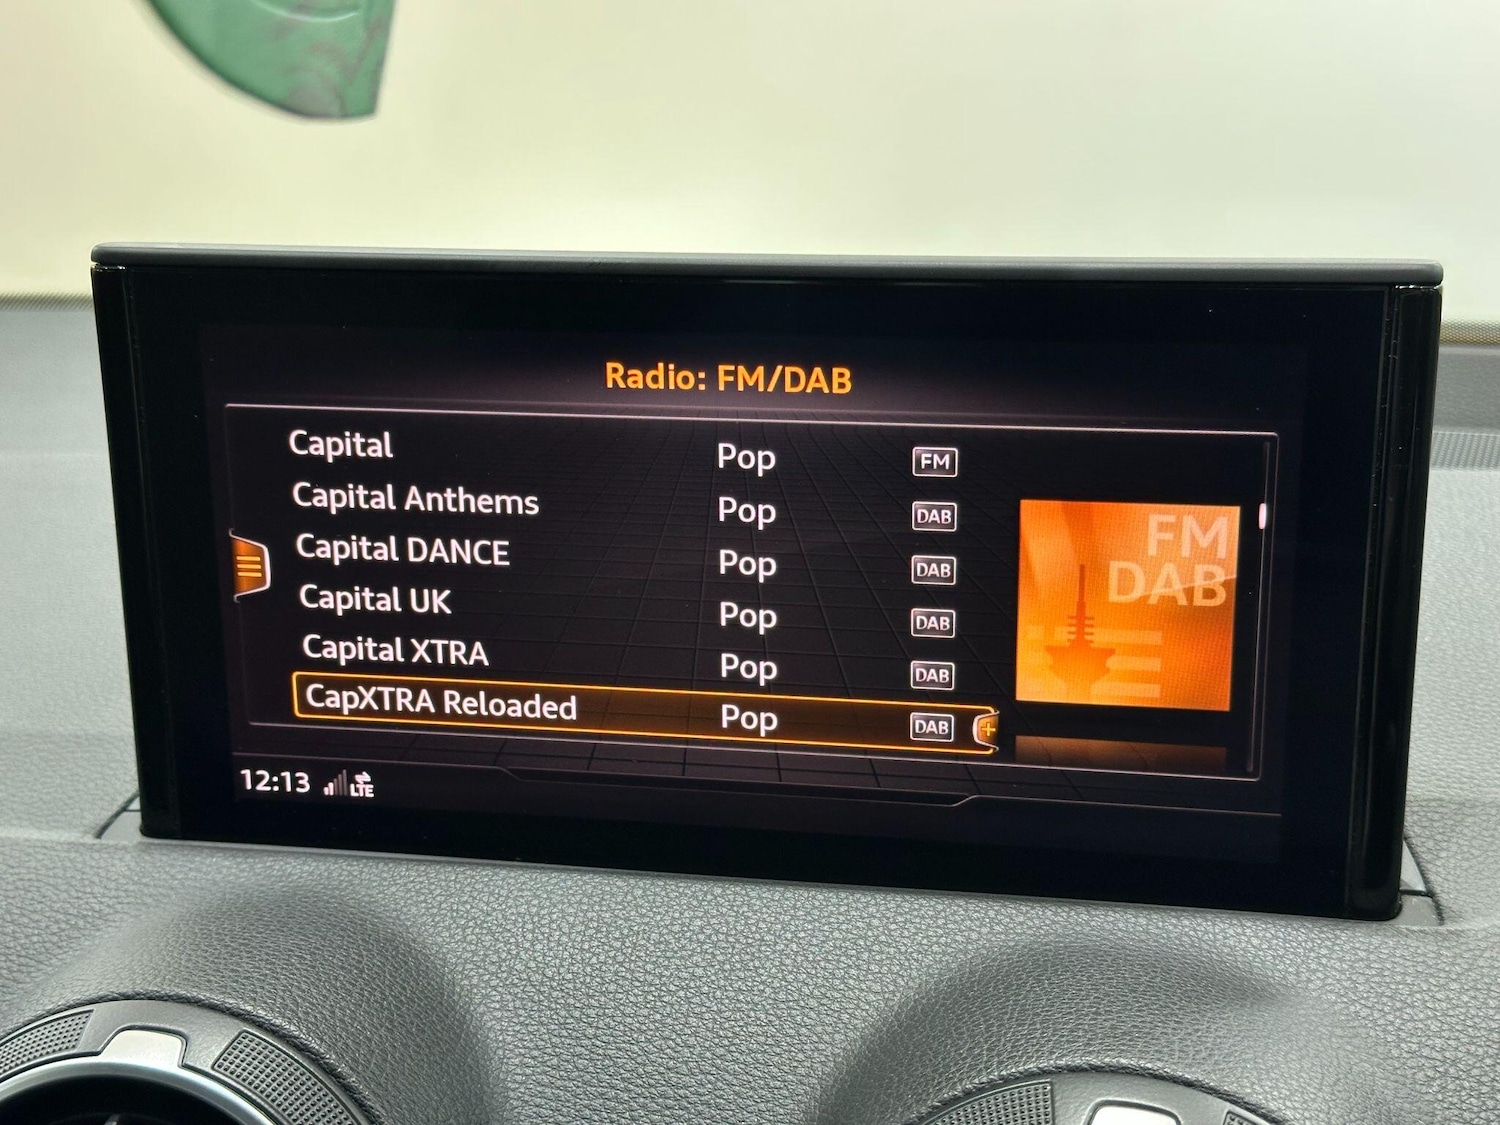 Radio: FM/DAB
Capital Pop FM
Capital Anthems Pop DAB
Capital DANCE Pop DAB
Capital UK Pop DAB
Capital XTRA Pop DAB
CapXTRA Reloaded Pop DAB
FM
DAB
12:13 LTE